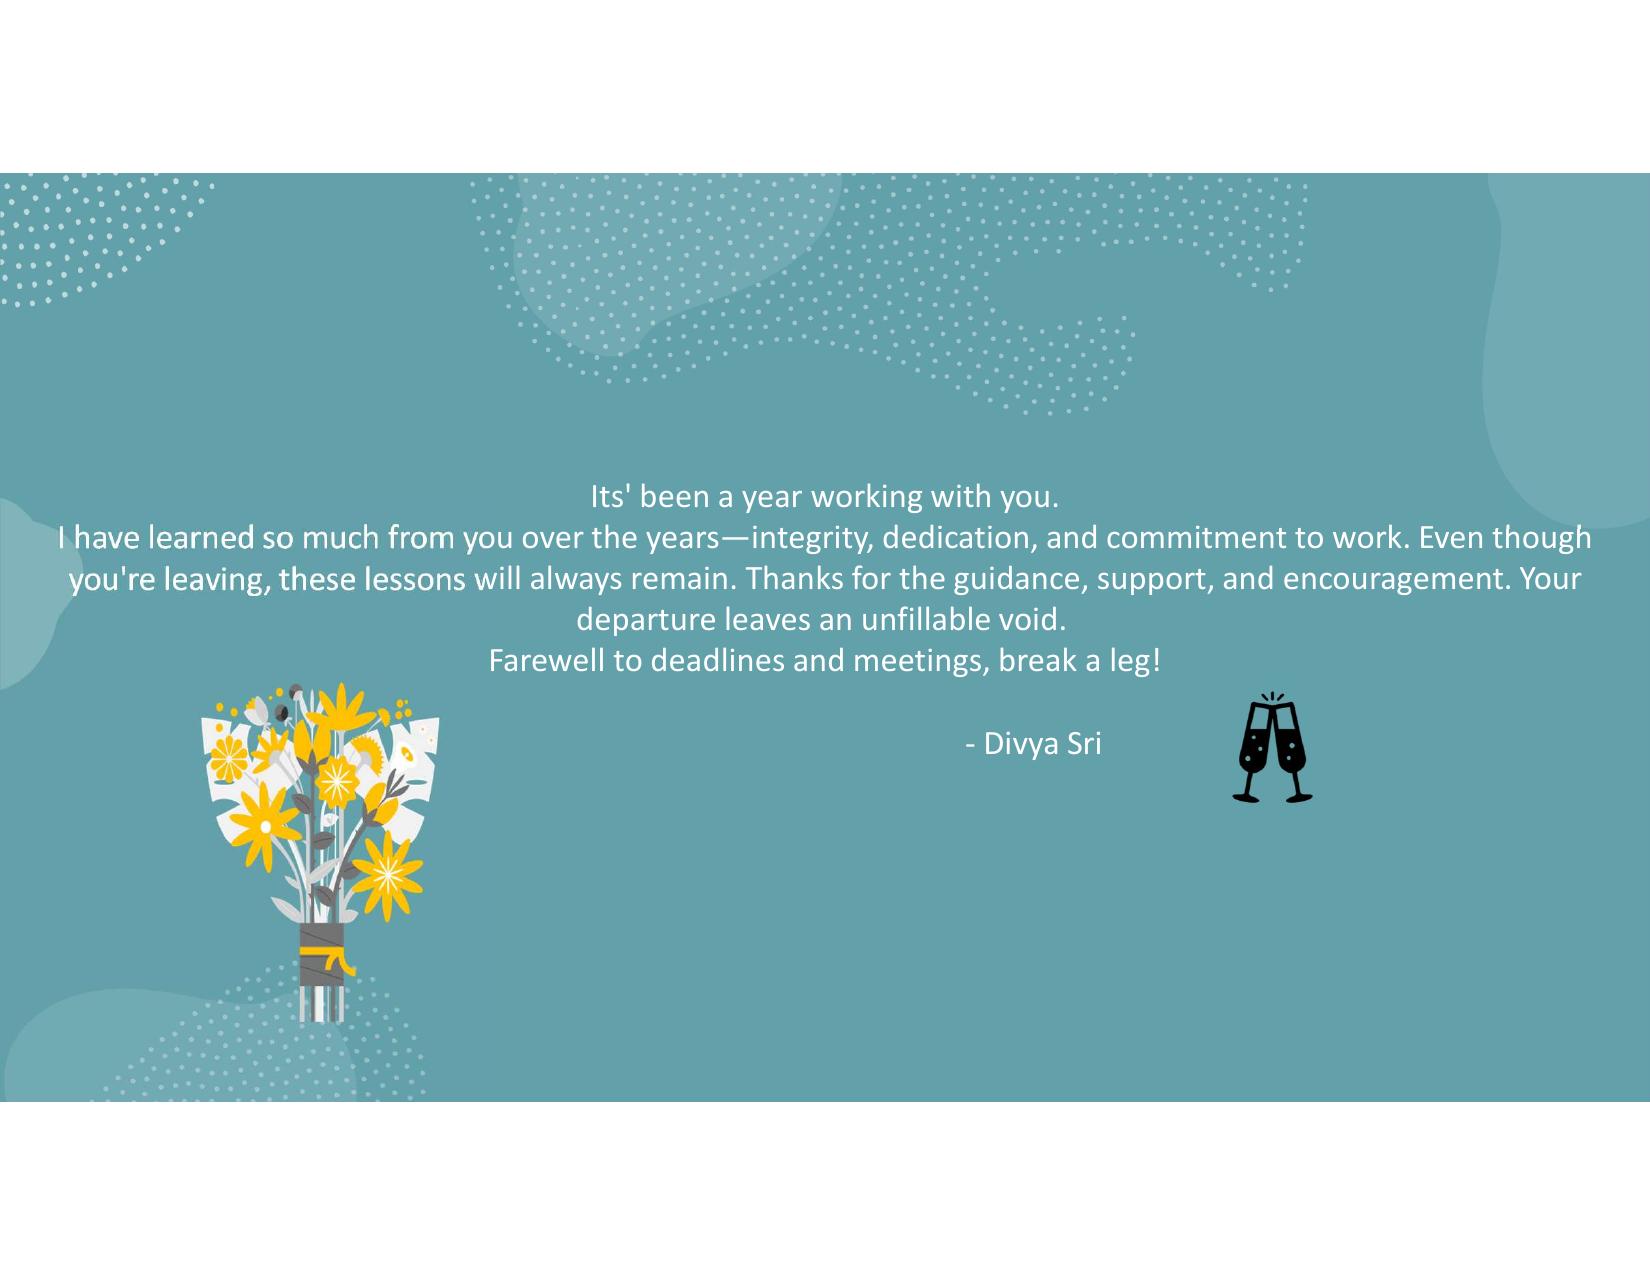 Its' been a year working with you.
I have learned so much from you over the years—integrity, dedication, and commitment to work. Even though
you're leaving, these lessons will always remain. Thanks for the guidance, support, and encouragement. Your
departure leaves an unfillable void.
Farewell to deadlines and meetings, break a leg!
- Divya Sri